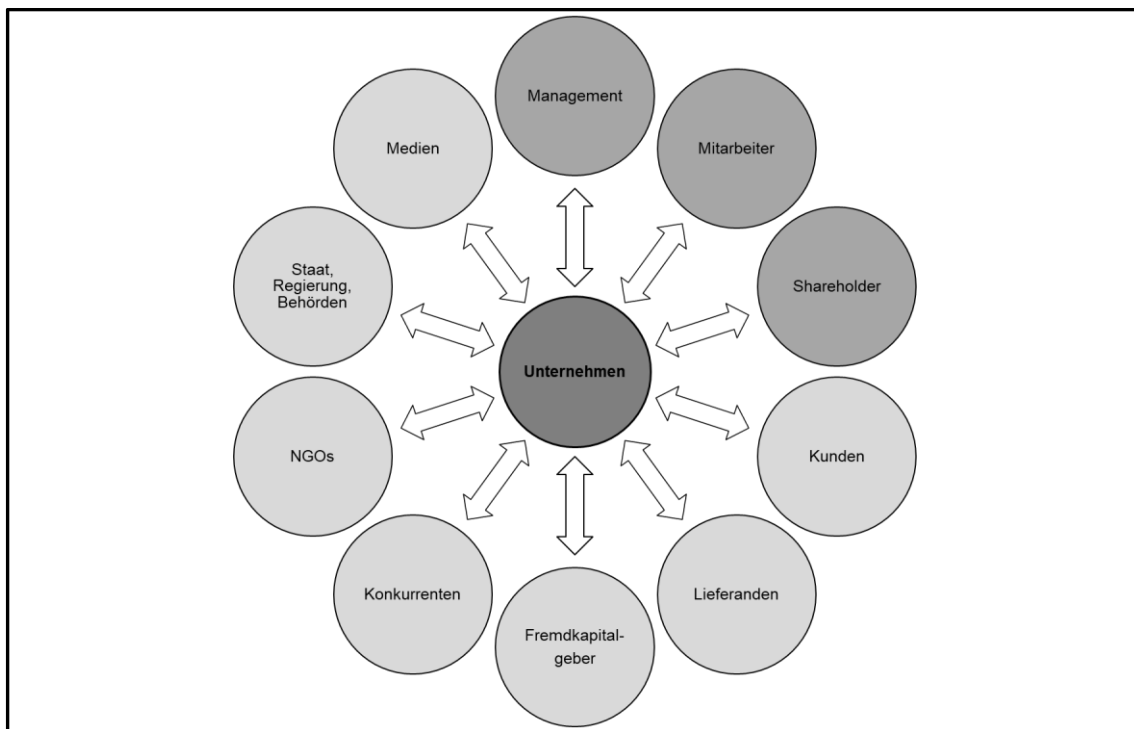 Management
Mitarbeiter
Shareholder
Kunden
Lieferanden
Fremdkapital-
geber
Konkurrenten
NGOs
Staat,
Regierung,
Behörden
Medien
Unternehmen